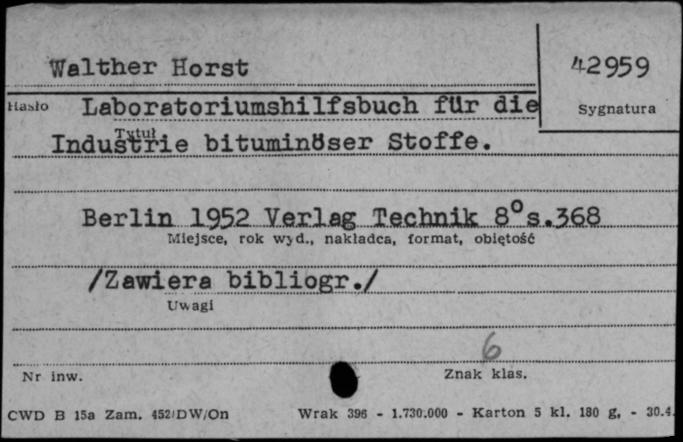 Walther Horst
42959
Hasło Laboratoriumshilfsbuch für die
Sygnatura
Tytuł
Industrie bituminöser Stoffe.
Berlin 1952 Verlag Technik 8° s.368
Miejsce, rok wyd., nakładca, format, objętość
/Zawiera bibliogr./
Uwagi
6
Nr inw.
Znak klas.
CWD B 15a Zam. 452/DW/On Wrak 396 - 1.730.000 - Karton 5 kl. 180 g. - 30.4.